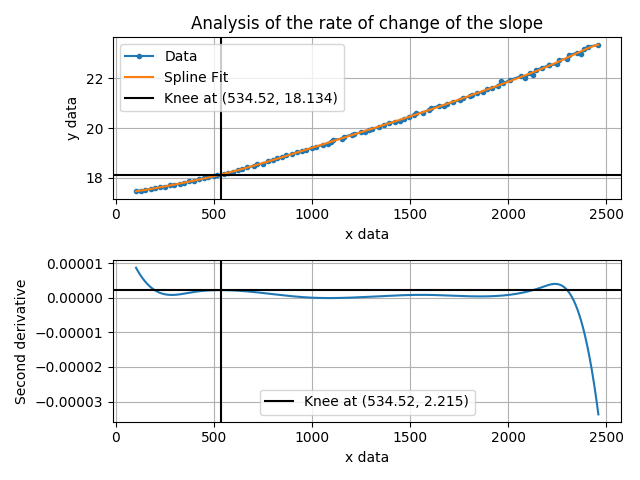 Analysis of the rate of change of the slope
Data
Spline Fit
Knee at (534.52, 18.134)
y data
22
20
18
0 500 1000 1500 2000 2500
x data
Second derivative
0.00001
0.00000
−0.00001
−0.00002
−0.00003
Knee at (534.52, 2.215)
0 500 1000 1500 2000 2500
x data